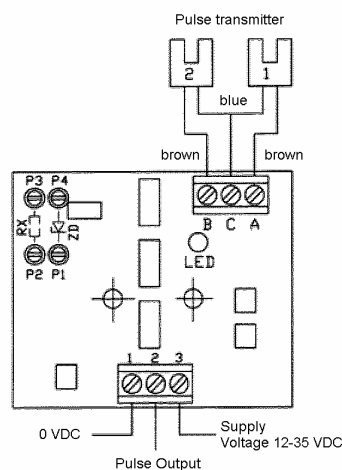 Pulse transmitter
2 1
blue
brown brown
P3 P4
B C A
RX ZD
LED
P2 P1
1 2 3
0 VDC
Supply
Voltage 12-35 VDC
Pulse Output